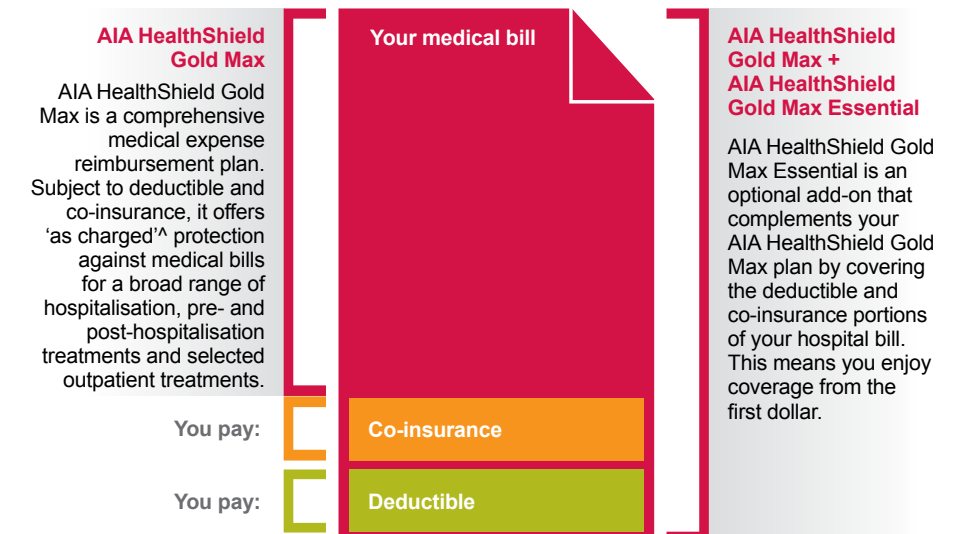 AIA HealthShield
Gold Max
AIA HealthShield Gold
Max is a comprehensive
medical expense
reimbursement plan.
Subject to deductible and
co-insurance, it offers
‘as charged’^ protection
against medical bills
for a broad range of
hospitalisation, pre- and
post-hospitalisation
treatments and selected
outpatient treatments.
You pay:
You pay:
Your medical bill
Co-insurance
Deductible
AIA HealthShield
Gold Max +
AIA HealthShield
Gold Max Essential
AIA HealthShield Gold
Max Essential is an
optional add-on that
complements your
AIA HealthShield Gold
Max plan by covering
the deductible and
co-insurance portions
of your hospital bill.
This means you enjoy
coverage from the
first dollar.